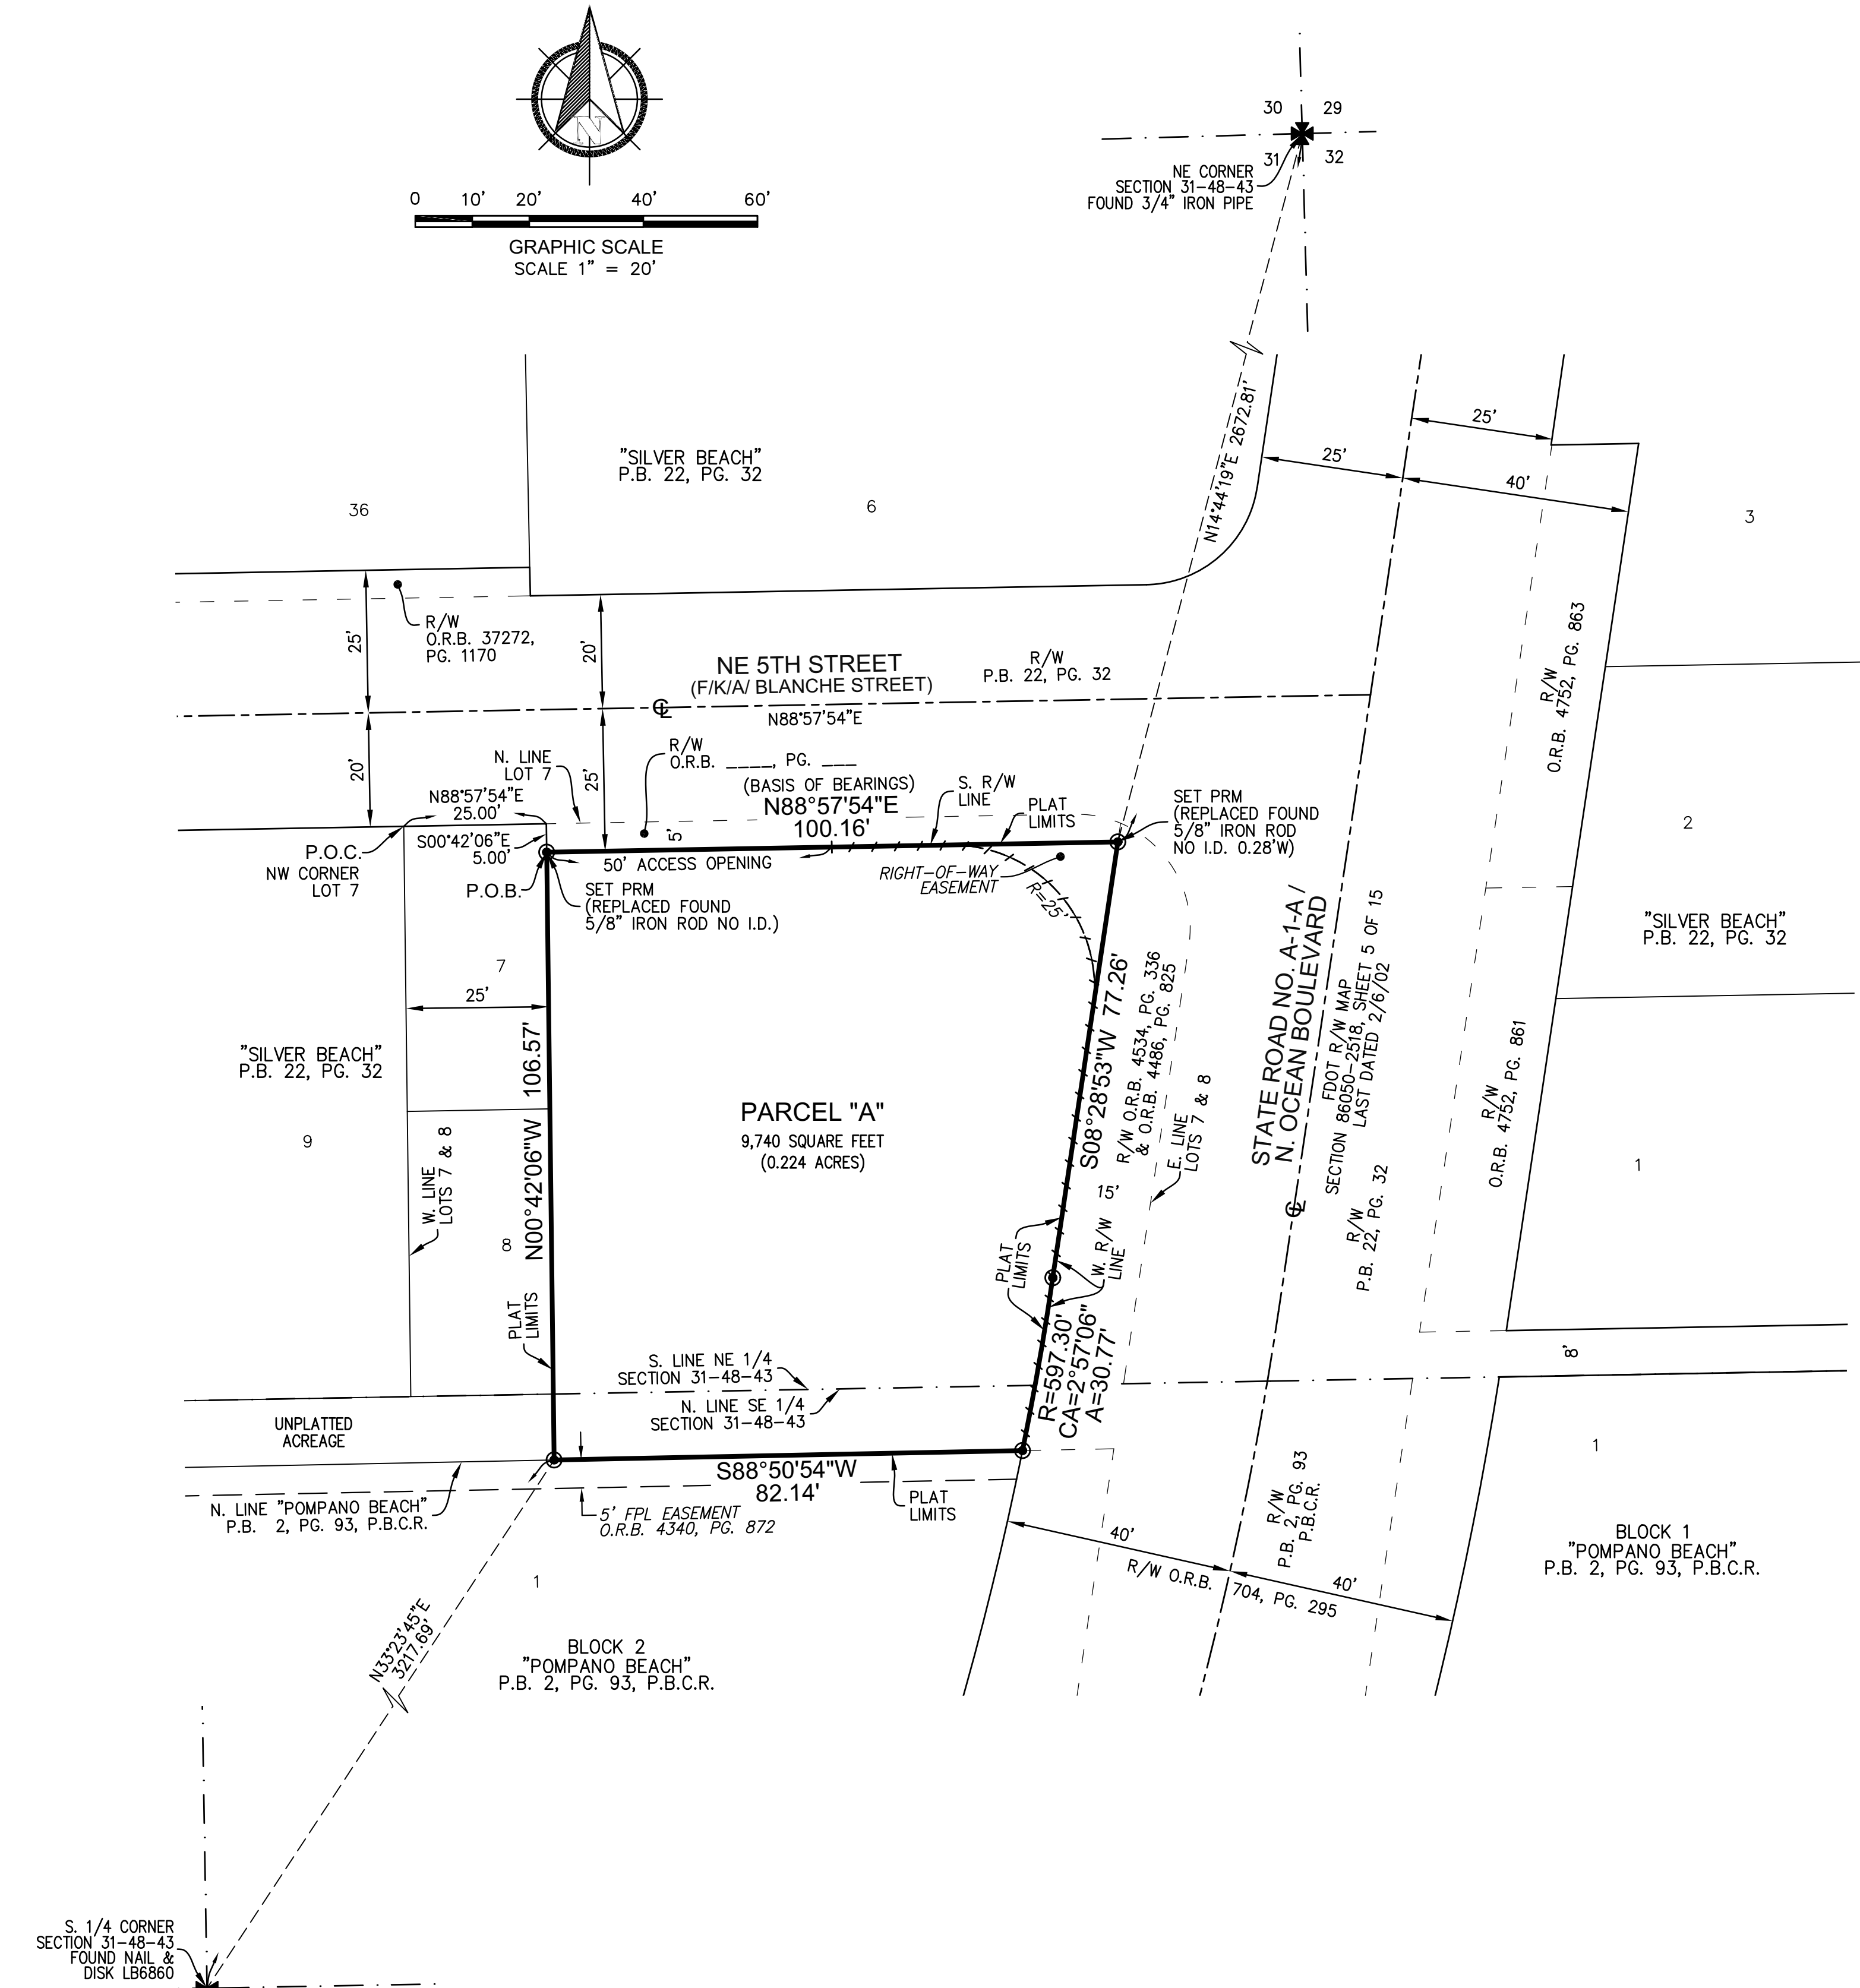 N
0 10' 20' 40' 60'
GRAPHIC SCALE
SCALE 1" = 20'
30 29
31 32
NE CORNER
SECTION 31-48-43
FOUND 3/4" IRON PIPE
N14°44'19"E 2672.81'
25'
25'
40'
"SILVER BEACH"
P.B. 22, PG. 32
36
6
3
R/W
O.R.B. 37272,
PG. 1170
25'
20'
NE 5TH STREET
(F/K/A/ BLANCHE STREET)
R/W
P.B. 22, PG. 32
CL
N88°57'54"E
R/W
O.R.B. 4752, PG. 863
20'
25'
N. LINE
LOT 7
R/W
O.R.B. ____, PG. ___
(BASIS OF BEARINGS)
N88°57'54"E
100.16'
S. R/W
LINE
PLAT
LIMITS
SET PRM
(REPLACED FOUND
5/8" IRON ROD
NO I.D. 0.28'W)
N88°57'54"E
25.00'
S00°42'06"E
5.00'
5'
P.O.C.
NW CORNER
LOT 7
P.O.B.
50' ACCESS OPENING
RIGHT-OF-WAY
EASEMENT
R=25'
SET PRM
(REPLACED FOUND
5/8" IRON ROD NO I.D.)
2
"SILVER BEACH"
P.B. 22, PG. 32
7
25'
"SILVER BEACH"
P.B. 22, PG. 32
9
W. LINE
LOTS 7 & 8
8
N00°42'06"W 106.57'
PLAT
LIMITS
PARCEL "A"
9,740 SQUARE FEET
(0.224 ACRES)
S08°28'53"W 77.26'
R/W O.R.B. 4534, PG. 336
& O.R.B. 4486, PG. 825
15'
E. LINE
LOTS 7 & 8
STATE ROAD NO. A-1-A/
N. OCEAN BOULEVARD
FDOT R/W MAP
SECTION 86050-2518, SHEET 5 OF 15
LAST DATED 2/6/02
CL
R/W
P.B. 22, PG. 32
R/W
O.R.B. 4752, PG. 861
1
PLAT
LIMITS
W. R/W
LINE
R=597.30'
CA=2°57'06"
A=30.77'
8'
S. LINE NE 1/4
SECTION 31-48-43
N. LINE SE 1/4
SECTION 31-48-43
UNPLATTED
ACREAGE
N. LINE "POMPANO BEACH"
P.B. 2, PG. 93, P.B.C.R.
S88°50'54"W
82.14'
5' FPL EASEMENT
O.R.B. 4340, PG. 872
PLAT
LIMITS
40'
40'
R/W O.R.B. 704, PG. 295
R/W
P.B. 2, PG. 93
P.B.C.R.
1
BLOCK 1
"POMPANO BEACH"
P.B. 2, PG. 93, P.B.C.R.
1
BLOCK 2
"POMPANO BEACH"
P.B. 2, PG. 93, P.B.C.R.
N33°23'45"E
3217.69'
S. 1/4 CORNER
SECTION 31-48-43
FOUND NAIL &
DISK LB6860